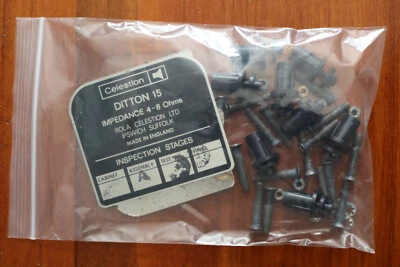 Celestion
DITTON 15
IMPEDANCE 4-8 Ohms
ROLA CELESTION LTD
IPSWICH SUFFOLK
MADE IN ENGLAND
INSPECTION STAGES
CABINET ASSEMBLY TEST FINAL
A